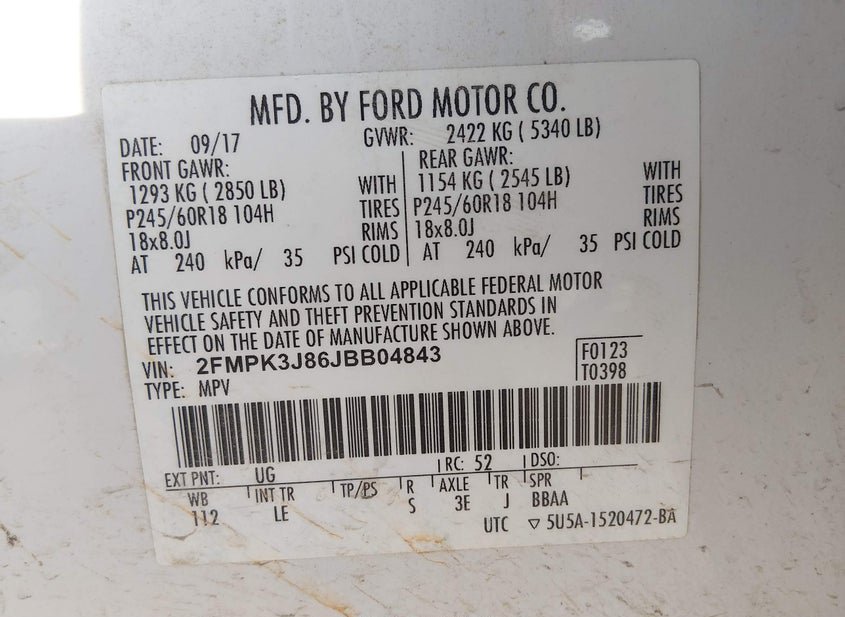 MFD. BY FORD MOTOR CO.
DATE: 09/17 GVWR: 2422 KG ( 5340 LB)
FRONT GAWR: REAR GAWR:
1293 KG ( 2850 LB) WITH 1154 KG ( 2545 LB) WITH
P245/60R18 104H TIRES P245/60R18 104H TIRES
18x8.0J RIMS 18x8.0J RIMS
AT 240 kPa/ 35 PSI COLD AT 240 kPa/ 35 PSI COLD
THIS VEHICLE CONFORMS TO ALL APPLICABLE FEDERAL MOTOR
VEHICLE SAFETY AND THEFT PREVENTION STANDARDS IN
EFFECT ON THE DATE OF MANUFACTURE SHOWN ABOVE.
VIN: 2FMPK3J86JBB04843 F0123
TYPE: MPV T0398
EXT PNT: UG RC: 52 DSO:
WB INT TR TP/PS R AXLE TR SPR
112 LE S 3E J BBAA
UTC ▽ 5U5A-1520472-BA